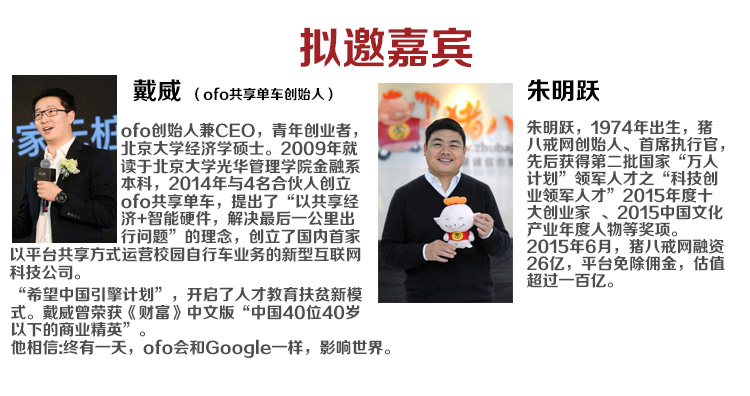 拟邀嘉宾
戴威 （ofo共享单车创始人）
ofo创始人兼CEO，青年创业者，
北京大学经济学硕士。2009年就
读于北京大学光华管理学院金融系
本科，2014年与4名合伙人创立
ofo共享单车，提出了“以共享经
济+智能硬件，解决最后一公里出
行问题”的理念，创立了国内首家
以平台共享方式运营校园自行车业务的新型互联网
科技公司。
“希望中国引擎计划”，开启了人才教育扶贫新模
式。戴威曾荣获《财富》中文版“中国40位40岁
以下的商业精英”。
他相信:终有一天，ofo会和Google一样，影响世界。
朱明跃
朱明跃，1974年出生，猪
八戒网创始人、首席执行官，
先后获得第二批国家“万人
计划”领军人才之“科技创
业领军人才”2015年度十
大创业家 、2015中国文化
产业年度人物等奖项。
2015年6月，猪八戒网融资
26亿，平台免除佣金，估值
超过一百亿。
猪八